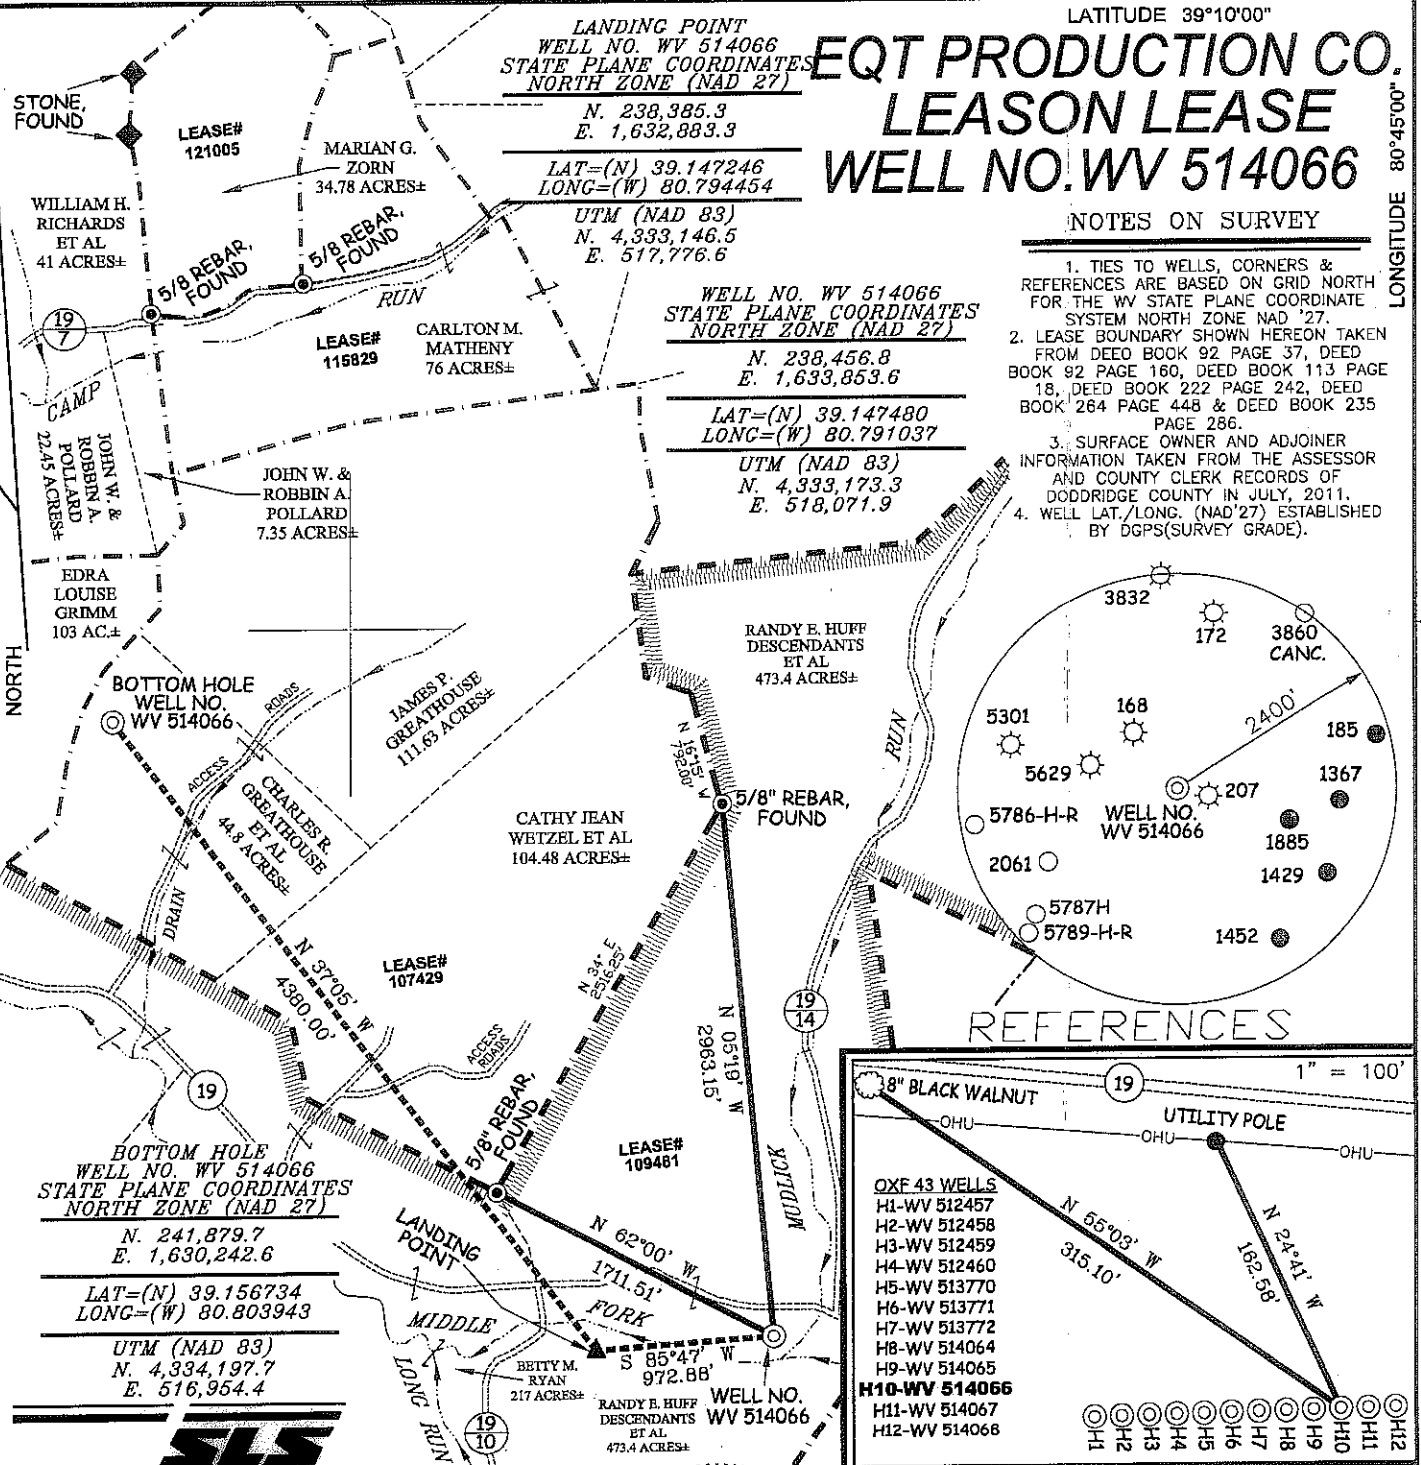 LATITUDE 39°10'00"
EQT PRODUCTION CO.
LEASON LEASE
WELL NO. WV 514066
LONGITUDE 80°45'00"
LANDING POINT
WELL NO. WV 514066
STATE PLANE COORDINATES
NORTH ZONE (NAD 27)
N. 238,385.3
E. 1,632,883.3
LAT=(N) 39.147246
LONG=(W) 80.794454
UTM (NAD 83)
N. 4,333,146.5
E. 517,776.6
WELL NO. WV 514066
STATE PLANE COORDINATES
NORTH ZONE (NAD 27)
N. 238,456.8
E. 1,633,853.6
LAT=(N) 39.147480
LONG=(W) 80.791037
UTM (NAD 83)
N. 4,333,173.3
E. 518,071.9
NOTES ON SURVEY
1. TIES TO WELLS, CORNERS &
REFERENCES ARE BASED ON GRID NORTH
FOR THE WV STATE PLANE COORDINATE
SYSTEM NORTH ZONE NAD '27.
2. LEASE BOUNDARY SHOWN HEREON TAKEN
FROM DEED BOOK 92 PAGE 37, DEED
BOOK 92 PAGE 160, DEED BOOK 113 PAGE
18, DEED BOOK 222 PAGE 242, DEED
BOOK 264 PAGE 448 & DEED BOOK 235
PAGE 286.
3. SURFACE OWNER AND ADJOINER
INFORMATION TAKEN FROM THE ASSESSOR
AND COUNTY CLERK RECORDS OF
DODDRIDGE COUNTY IN JULY, 2011.
4. WELL LAT./LONG. (NAD'27) ESTABLISHED
BY DGPS(SURVEY GRADE).
STONE,
FOUND
LEASE#
121005
MARIAN G.
ZORN
34.78 ACRES±
WILLIAM H.
RICHARDS
ET AL
41 ACRES±
5/8 REBAR,
FOUND
5/8 REBAR,
FOUND
RUN
19
7
LEASE#
115829
CARLTON M.
MATHENY
76 ACRES±
CAMP
JOHN W. &
ROBBIN A.
POLLARD
22.45 ACRES±
JOHN W. &
ROBBIN A.
POLLARD
7.35 ACRES±
EDRA
LOUISE
GRIMM
103 AC.±
NORTH
BOTTOM HOLE
WELL NO.
WV 514066
ACCESS
ROADS
JAMES P.
GREATHOUSE
111.63 ACRES±
CHARLES R.
GREATHOUSE
ET AL
44.8 ACRES±
DRAIN
RANDY E. HUFF
DESCENDANTS
ET AL
473.4 ACRES±
N 16°15' W
792.00'
5/8" REBAR,
FOUND
CATHY JEAN
WETZEL ET AL
104.48 ACRES±
RUN
3832
172
3860
CANC.
5301
168
2400'
185
5629
207
1367
5786-H-R
WELL NO.
WV 514066
1885
2061
1429
5787H
5789-H-R
1452
N 37°05' W
4380.00'
LEASE#
107429
N 34° E
2516.25'
N 05°19' W
2963.15'
19
14
REFERENCES
ACCESS
ROADS
19
5/8" REBAR,
FOUND
LEASE#
109481
MUDLICK
BOTTOM HOLE
WELL NO. WV 514066
STATE PLANE COORDINATES
NORTH ZONE (NAD 27)
N. 241,879.7
E. 1,630,242.6
LAT=(N) 39.156734
LONG=(W) 80.803943
UTM (NAD 83)
N. 4,334,197.7
E. 516,954.4
LANDING
POINT
N 62°00' W
1711.51'
MIDDLE
FORK
S 85°47' W
972.88'
LONG RUN
BETTY M.
RYAN
217 ACRES±
19
10
RANDY E. HUFF
DESCENDANTS
ET AL
473.4 ACRES±
WELL NO.
WV 514066
SLS
1" = 100'
8" BLACK WALNUT
19
UTILITY POLE
OHU
OHU
OHU
OXF 43 WELLS
H1-WV 512457
H2-WV 512458
H3-WV 512459
H4-WV 512460
H5-WV 513770
H6-WV 513771
H7-WV 513772
H8-WV 514064
H9-WV 514065
H10-WV 514066
H11-WV 514067
H12-WV 514068
N 55°03' W
315.10'
N 24°41' W
162.58'
H1
H2
H3
H4
H5
H6
H7
H8
H9
H10
H11
H12